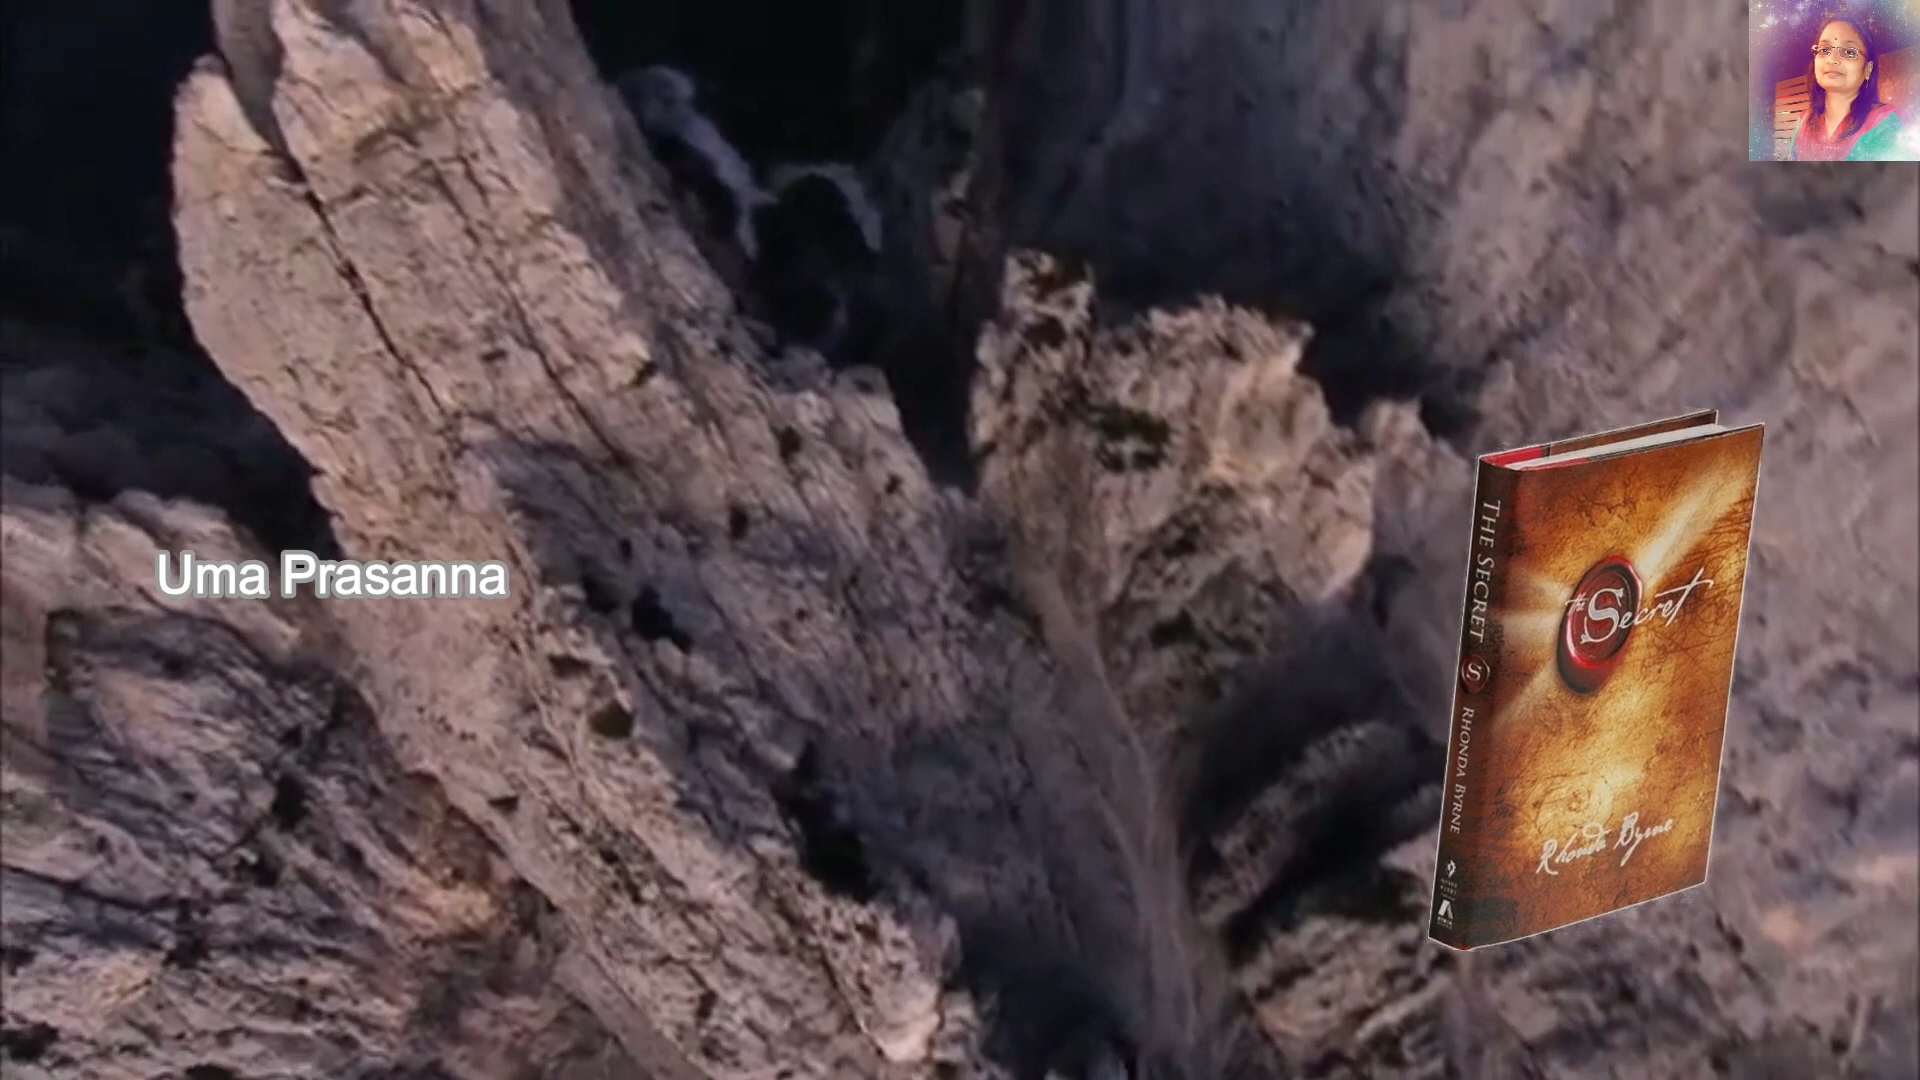 Uma Prasanna
THE SECRET
RHONDA BYRNE
the Secret
Rhonda Byrne